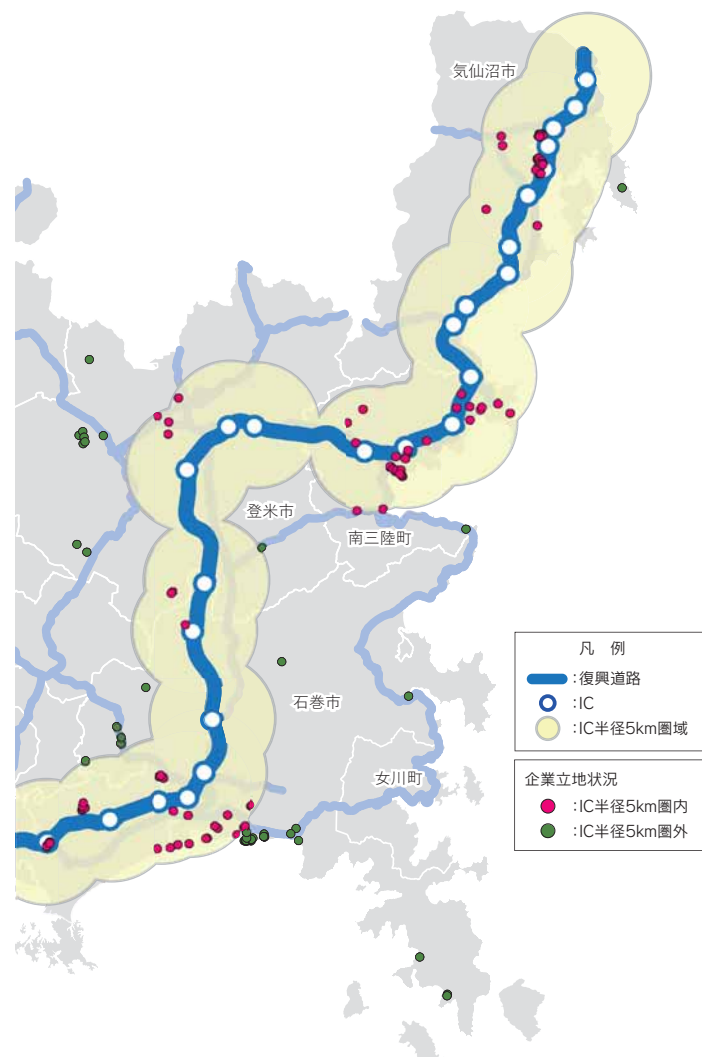 気仙沼市
登米市
南三陸町
石巻市
女川町
凡 例
:復興道路
:IC
:IC半径5km圏域
企業立地状況
:IC半径5km圏内
:IC半径5km圏外